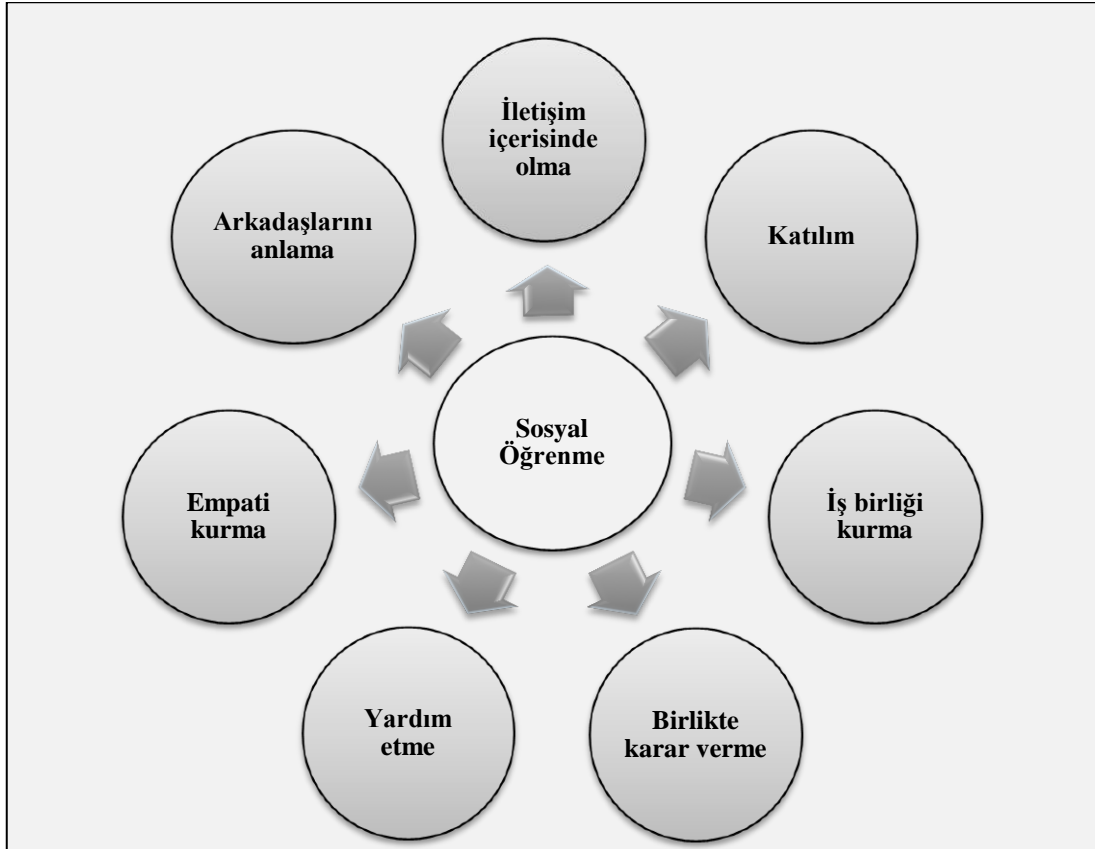 İletişim
içerisinde
olma
Katılım
İş birliği
kurma
Birlikte
karar verme
Yardım
etme
Empati
kurma
Arkadaşlarını
anlama
Sosyal
Öğrenme